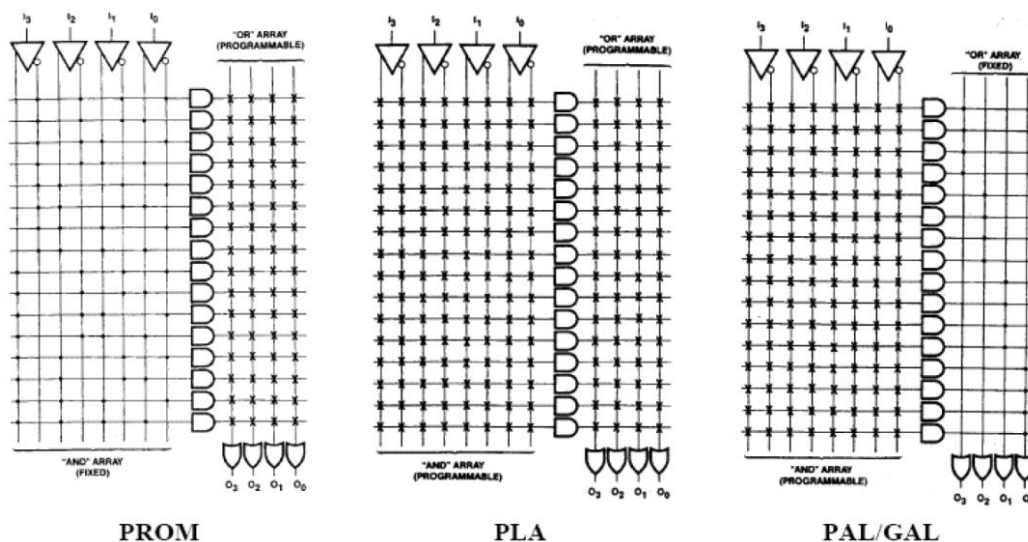 I3 I2 I1 I0
"OR" ARRAY
(PROGRAMMABLE)
"AND" ARRAY
(FIXED)
O3 O2 O1 O0
PROM
I3 I2 I1 I0
"OR" ARRAY
(PROGRAMMABLE)
"AND" ARRAY
(PROGRAMMABLE)
O3 O2 O1 O0
PLA
I3 I2 I1 I0
"OR" ARRAY
(FIXED)
"AND" ARRAY
(PROGRAMMABLE)
O3 O2 O1
PAL/GAL